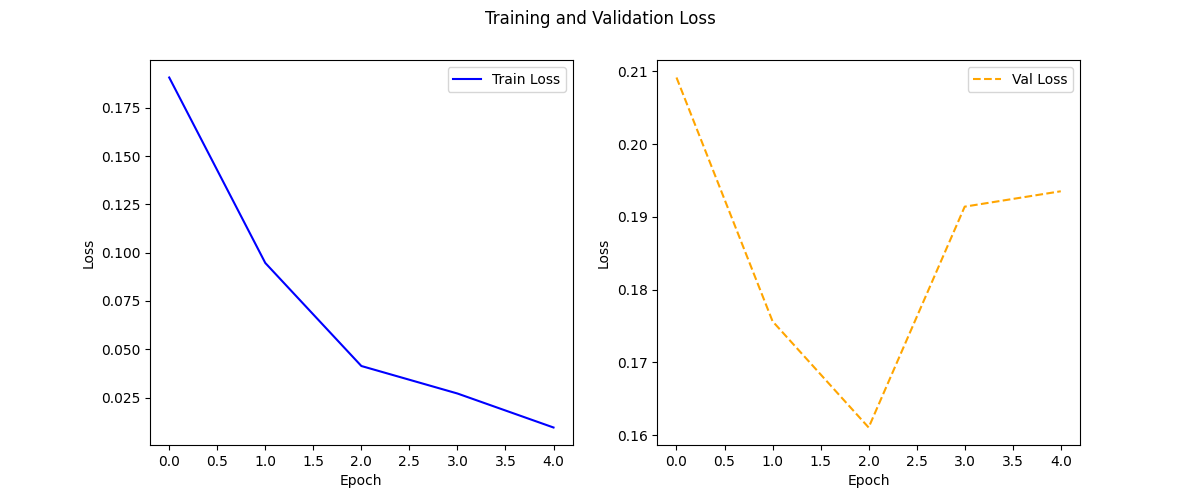 Training and Validation Loss
Train Loss
0.175
0.150
0.125
0.100
0.075
0.050
0.025
Loss
0.0 0.5 1.0 1.5 2.0 2.5 3.0 3.5 4.0
Epoch
Val Loss
0.21
0.20
0.19
0.18
0.17
0.16
Loss
0.0 0.5 1.0 1.5 2.0 2.5 3.0 3.5 4.0
Epoch